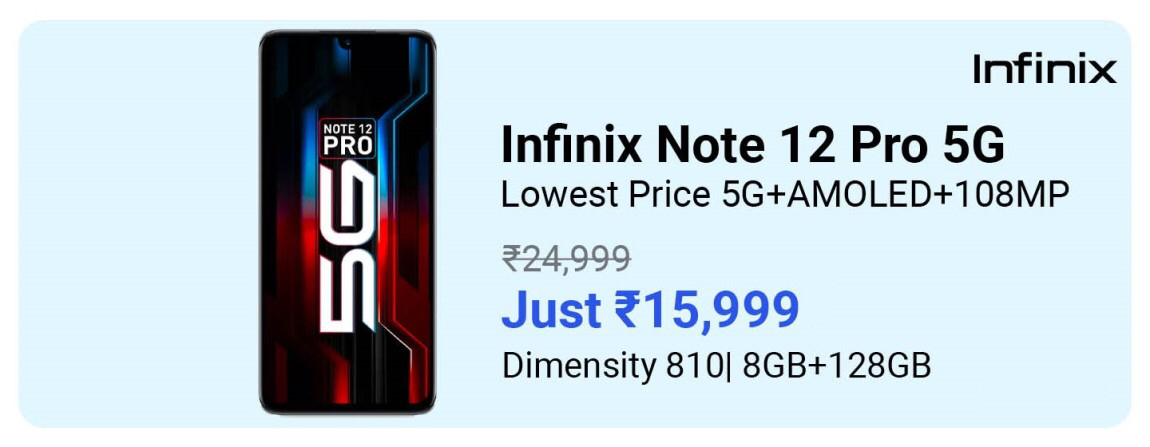 Infinix
NOTE 12
PRO
5G
Infinix Note 12 Pro 5G
Lowest Price 5G+AMOLED+108MP
₹24,999
Just ₹15,999
Dimensity 810| 8GB+128GB